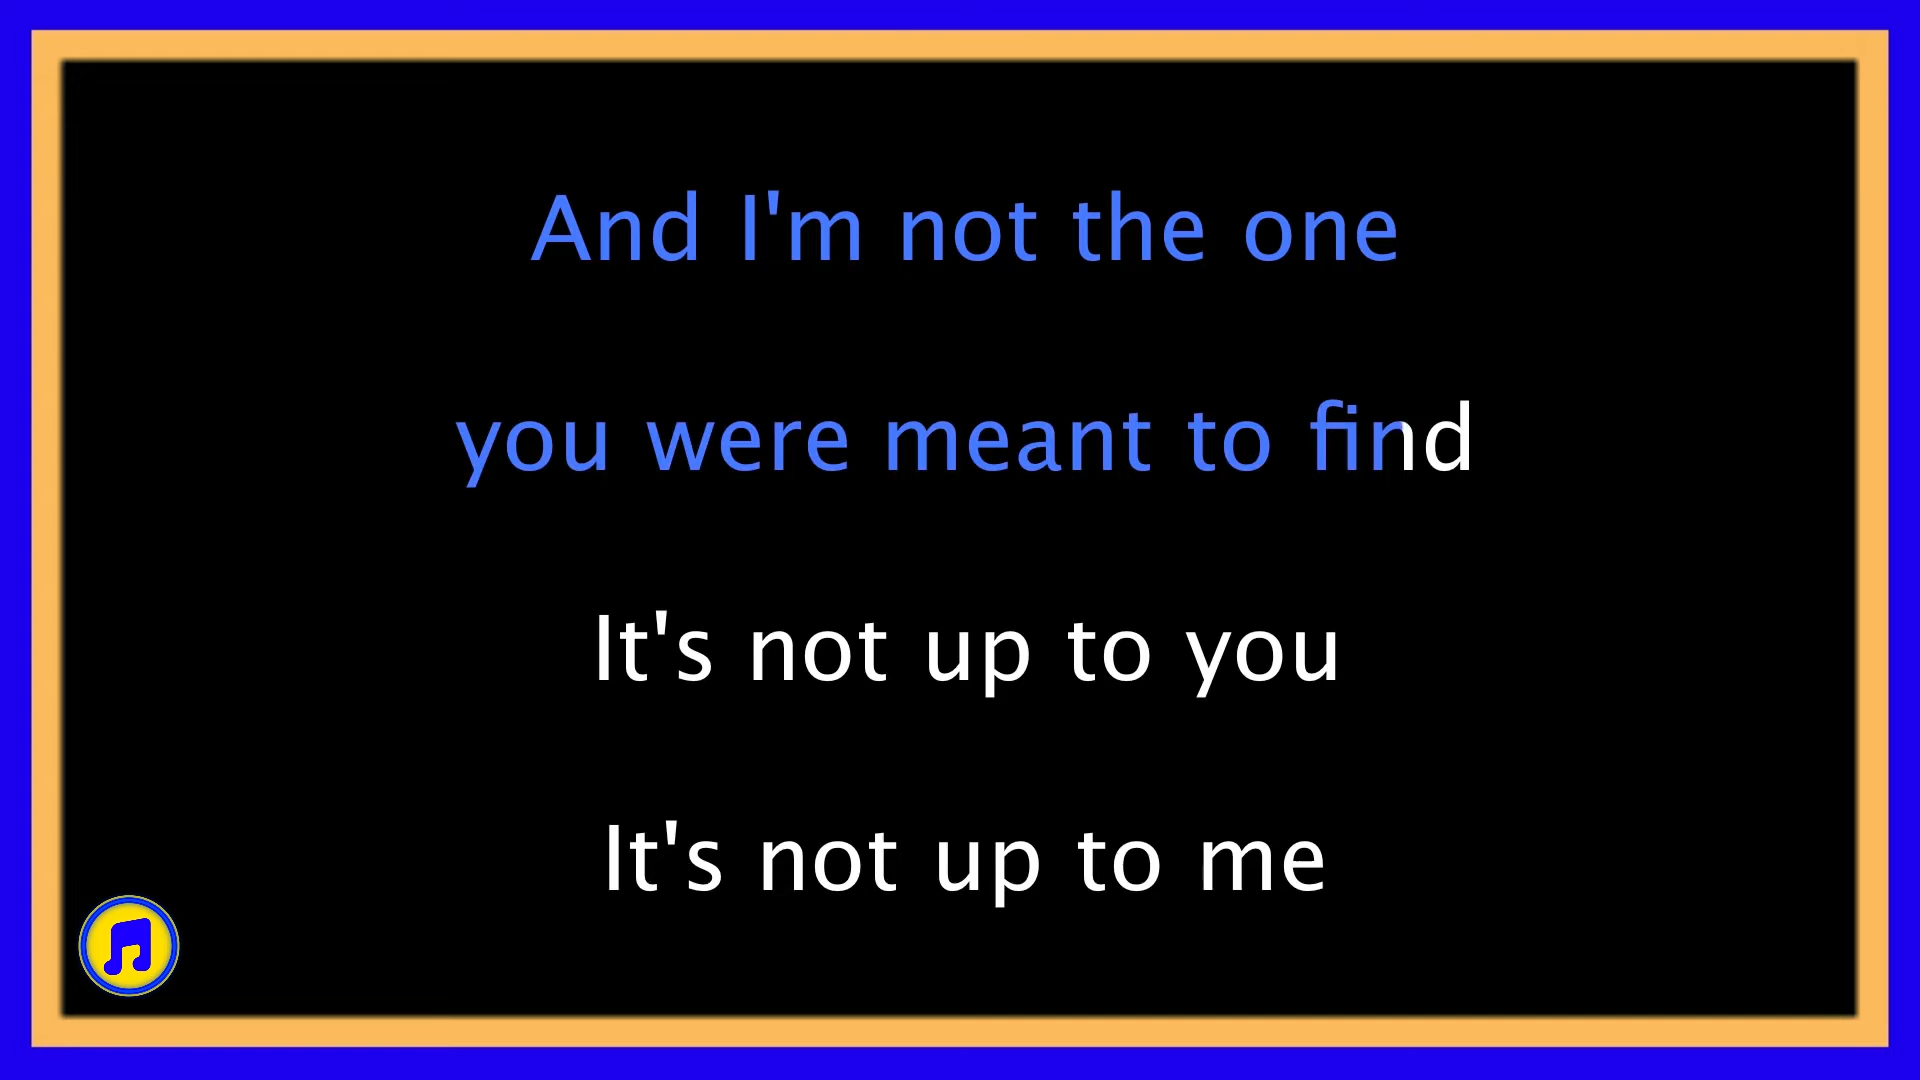 And I'm not the one
you were meant to find
It's not up to you
It's not up to me